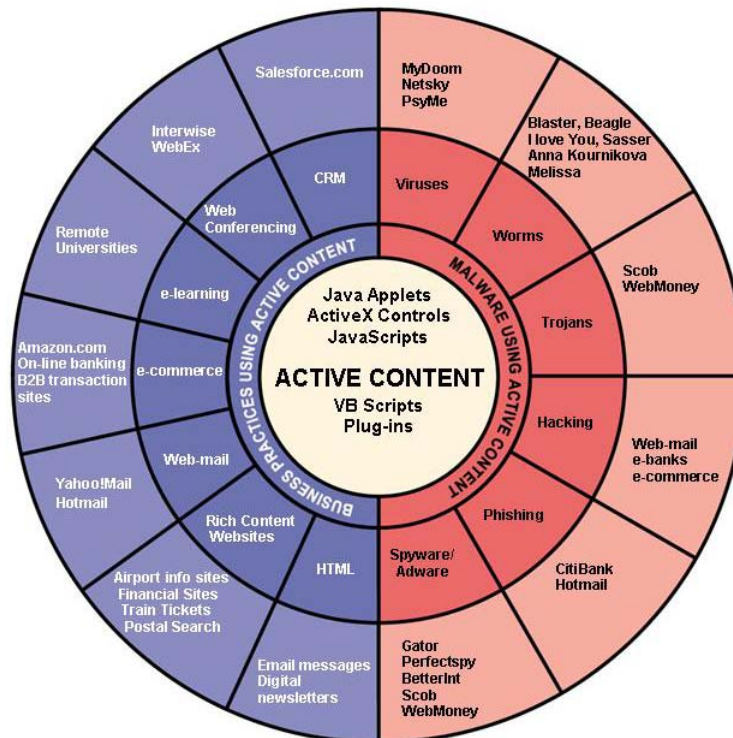 Salesforce.com
MyDoom
Netsky
PsyMe
Interwise
WebEx
Blaster, Beagle
I love You, Sasser
Anna Kournikova
Melissa
CRM
Viruses
Web
Conferencing
Worms
Remote
Universities
Scob
WebMoney
e-learning
Trojans
BUSINESS PRACTICES USING ACTIVE CONTENT
MALWARE USING ACTIVE CONTENT
Java Applets
ActiveX Controls
JavaScripts
ACTIVE CONTENT
VB Scripts
Plug-ins
Amazon.com
On-line banking
B2B transaction
sites
e-commerce
Hacking
Web-mail
e-banks
e-commerce
Yahoo!Mail
Hotmail
Web-mail
Phishing
CitiBank
Hotmail
Rich Content
Websites
HTML
Spyware/
Adware
Airport info sites
Financial Sites
Train Tickets
Postal Search
Email messages
Digital
newsletters
Gator
Perfectspy
BetterInt
Scob
WebMoney